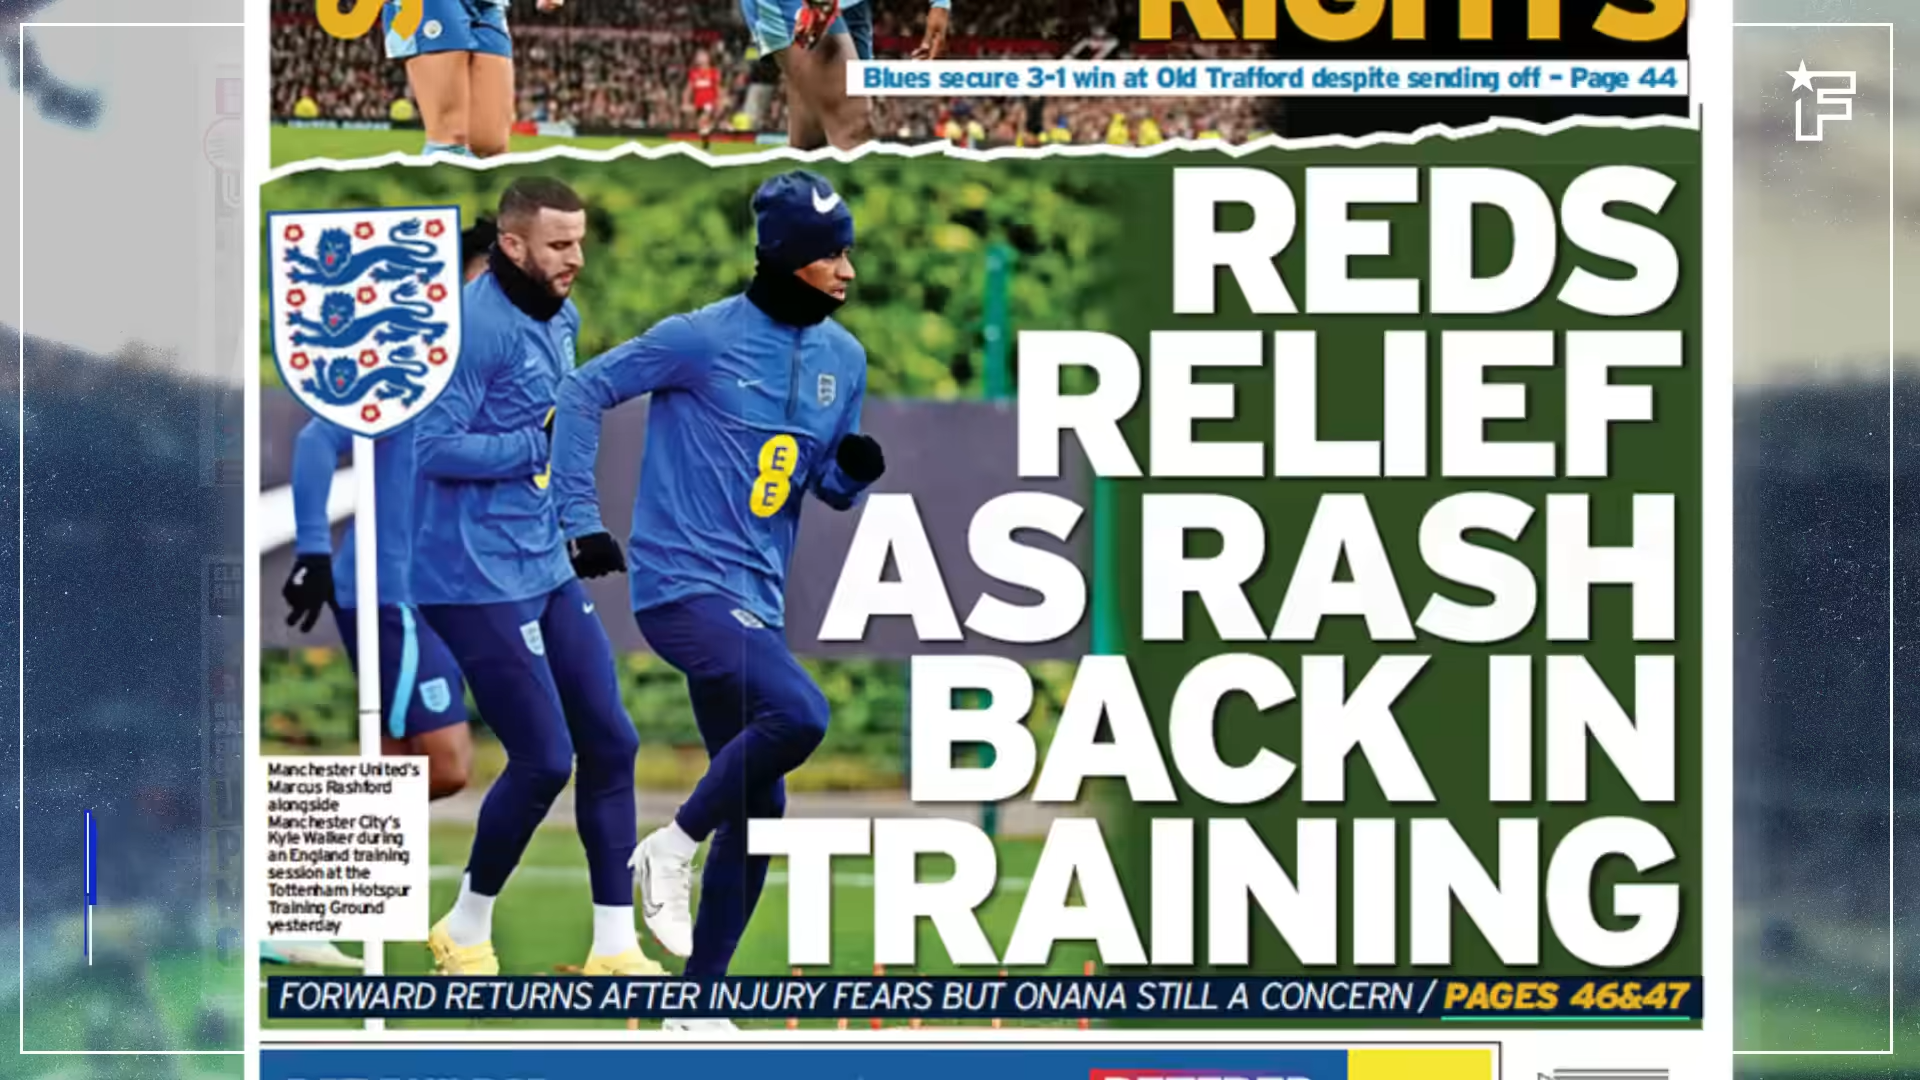 RIGHTS
Blues secure 3-1 win at Old Trafford despite sending off - Page 44
REDS
RELIEF
AS RASH
BACK IN
TRAINING
E
E
Manchester United's
Marcus Rashford
alongside
Manchester City's
Kyle Walker during
an England training
session at the
Tottenham Hotspur
Training Ground
yesterday
FORWARD RETURNS AFTER INJURY FEARS BUT ONANA STILL A CONCERN / PAGES 46&47